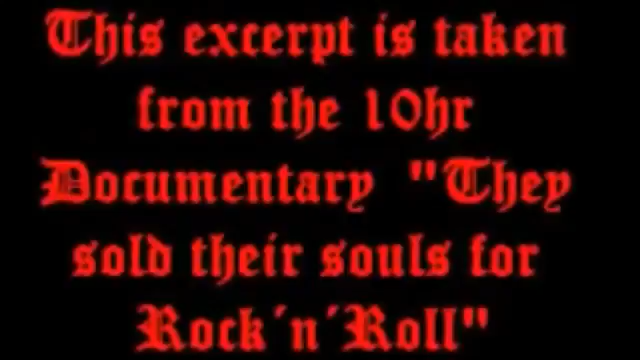 This excerpt is taken
from the 10hr
Documentary "They
sold their souls for
Rock´n´Roll"